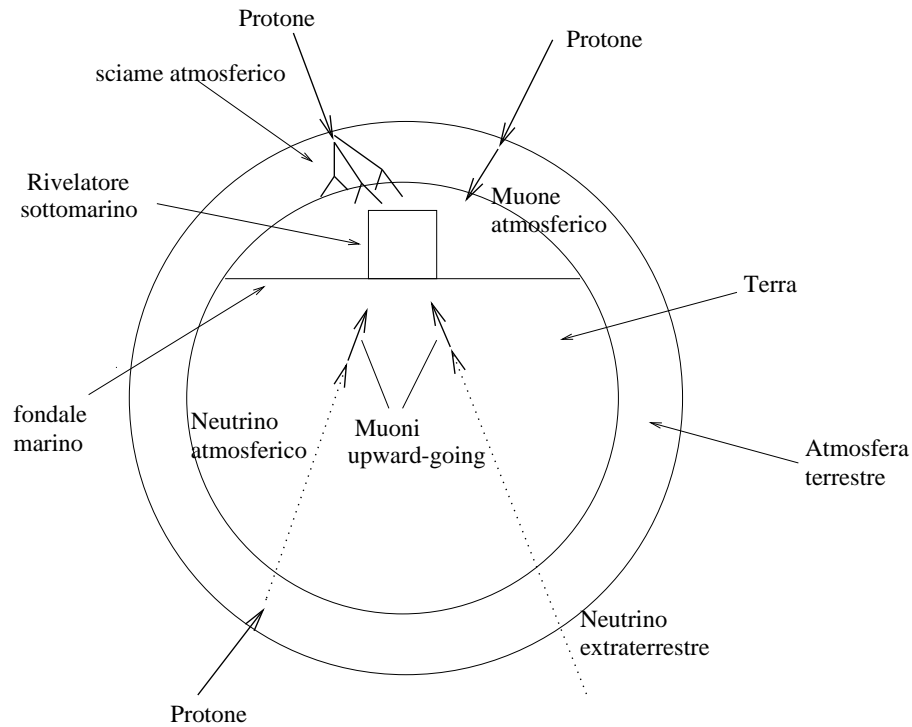 Protone
Protone
sciame atmosferico
Rivelatore
sottomarino
Muone
atmosferico
Terra
fondale
marino
Neutrino
atmosferico
Muoni
upward-going
Atmosfera
terrestre
Neutrino
extraterrestre
Protone